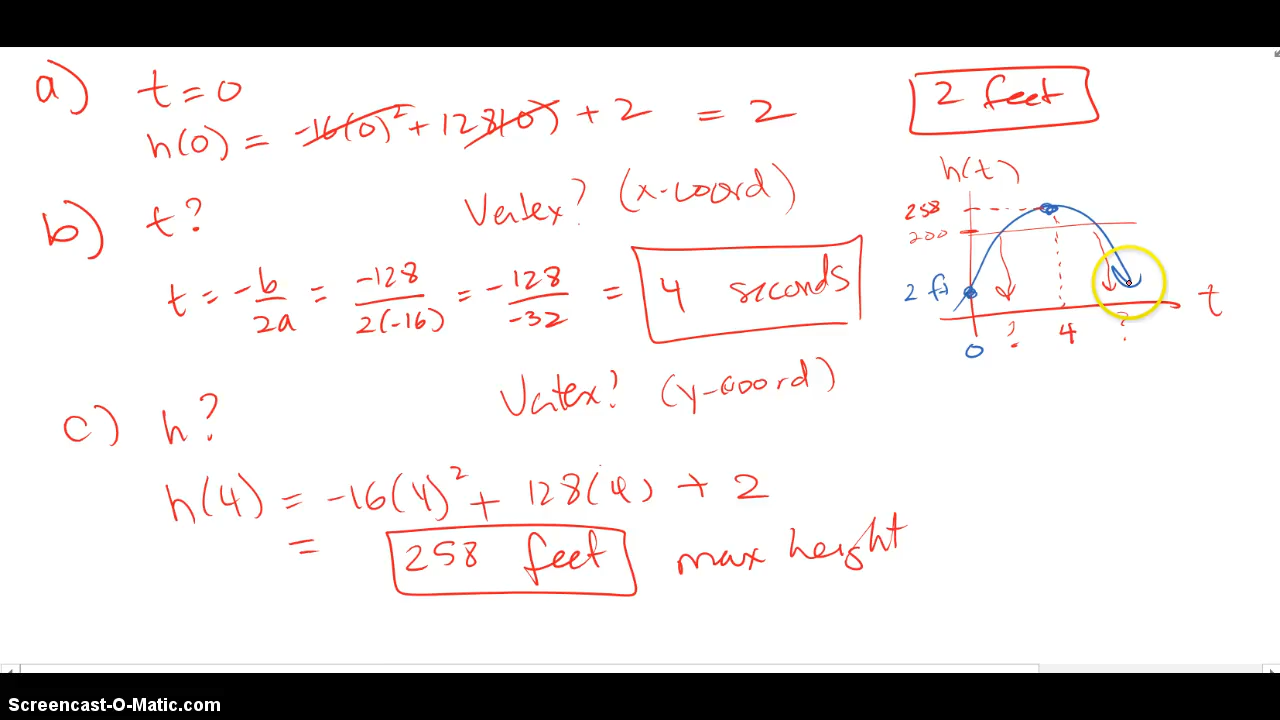 a) t = 0
h(0) = -16(0)² + 128(0) + 2 = 2
2 feet
b) t?
Vertex? (x-coord)
t = -b/2a = -128/2(-16) = -128/-32 = 4 seconds
h(t)
258
200
2 ft
0 ? 4 ?
t
c) h?
Vertex? (y-coord)
h(4) = -16(4)² + 128(4) + 2
= 258 feet max height
Screencast-O-Matic.com